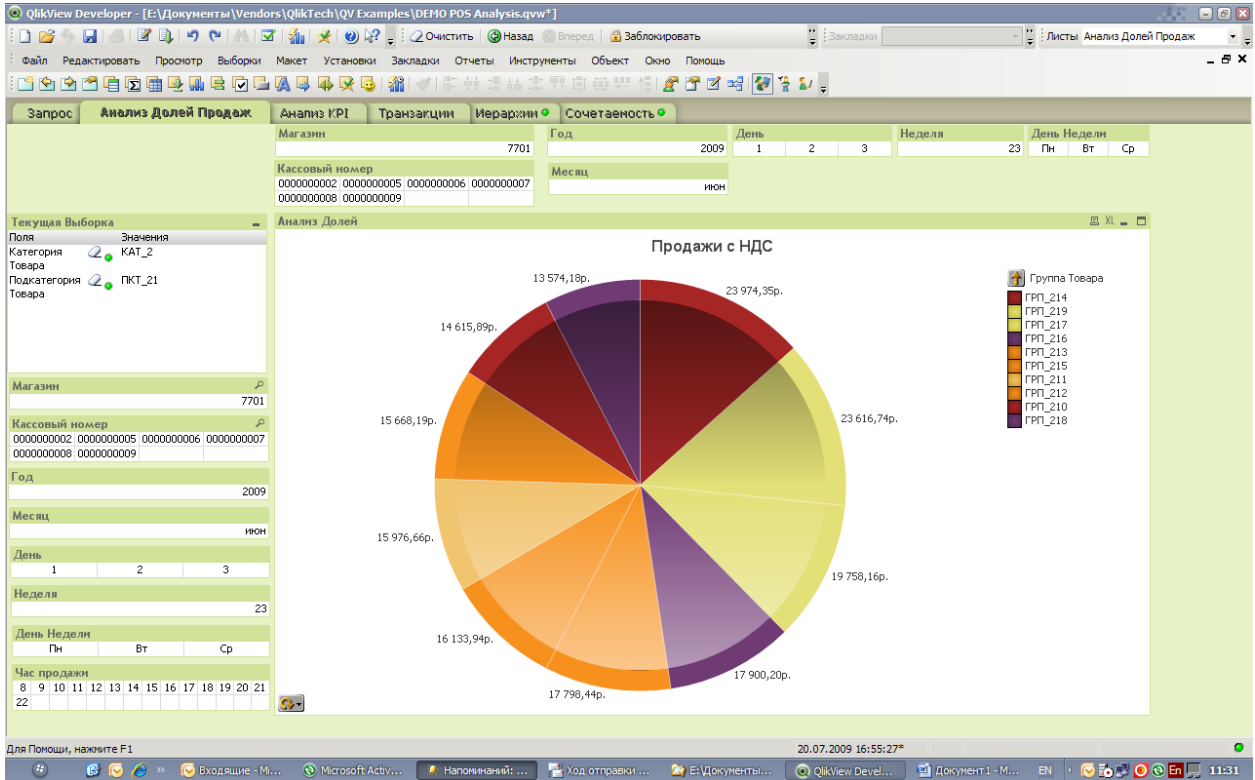 QlikView Developer - [E:\Документы\Vendors\QlikTech\QV Examples\DEMO POS Analysis.qvw*]
Очистить Назад Вперед Заблокировать Закладки Листы Анализ Долей Продаж
Файл Редактировать Просмотр Выборки Макет Установки Закладки Отчеты Инструменты Объект Окно Помощь
Запрос Анализ Долей Продаж Анализ KPI Транзакции Иерархии Сочетаемость
Магазин
7701
Год
2009
День
1 2 3
Неделя
23
День Недели
Пн Вт Ср
Кассовый номер
0000000002 0000000005 0000000006 0000000007
0000000008 0000000009
Месяц
июн
Текущая Выборка
Поля Значения
Категория Товара КАТ_2
Подкатегория Товара ПКТ_21
Магазин
7701
Кассовый номер
0000000002 0000000005 0000000006 0000000007
0000000008 0000000009
Год
2009
Месяц
июн
День
1 2 3
Неделя
23
День Недели
Пн Вт Ср
Час продажи
8 9 10 11 12 13 14 15 16 17 18 19 20 21
22
Анализ Долей
XL
Продажи с НДС
13 574,18р.
23 974,35р.
14 615,89р.
15 668,19р.
23 616,74р.
15 976,66р.
19 758,16р.
16 133,94р.
17 900,20р.
17 798,44р.
Группа Товара
ГРП_214
ГРП_219
ГРП_217
ГРП_216
ГРП_213
ГРП_215
ГРП_211
ГРП_212
ГРП_210
ГРП_218
Для Помощи, нажмите F1
20.07.2009 16:55:27*
Входящие - Mi... Microsoft Activ... Напоминаний: ... Ход отправки ... E:\Документы... QlikView Devel... Документ1 - M... EN En 11:31